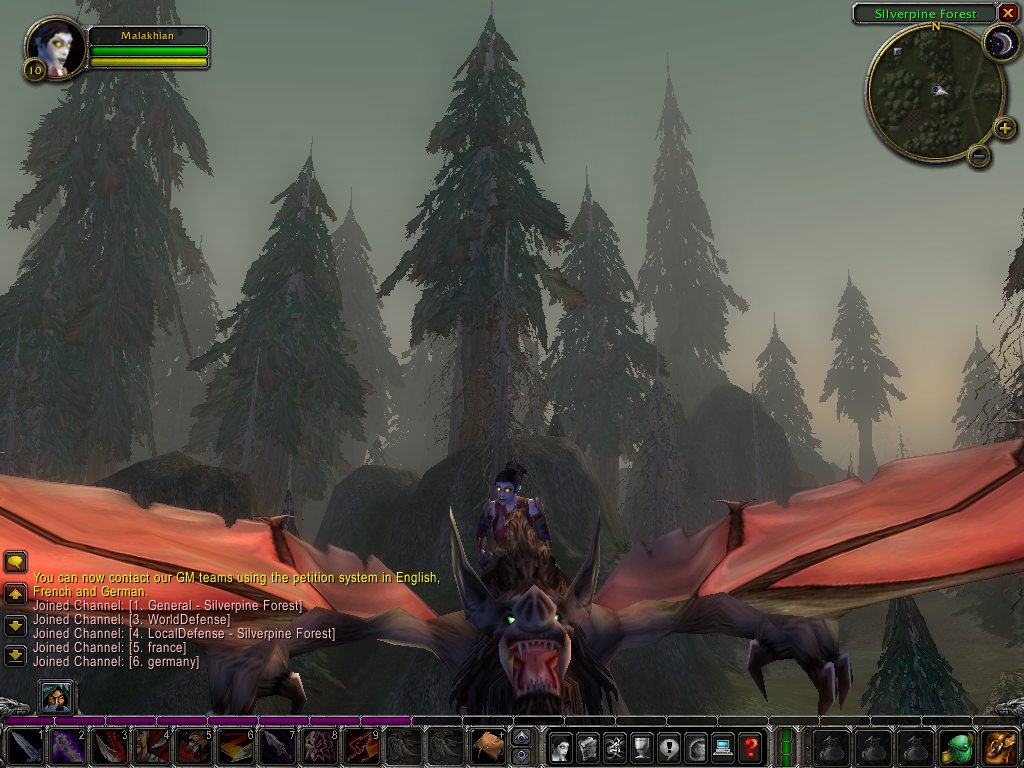 Malakhian
10
Silverpine Forest
N
You can now contact our GM teams using the petition system in English,
French and German.
Joined Channel: [1. General - Silverpine Forest]
Joined Channel: [3. WorldDefense]
Joined Channel: [4. LocalDefense - Silverpine Forest]
Joined Channel: [5. france]
Joined Channel: [6. germany]
2 3 4 5 6 7 8 9